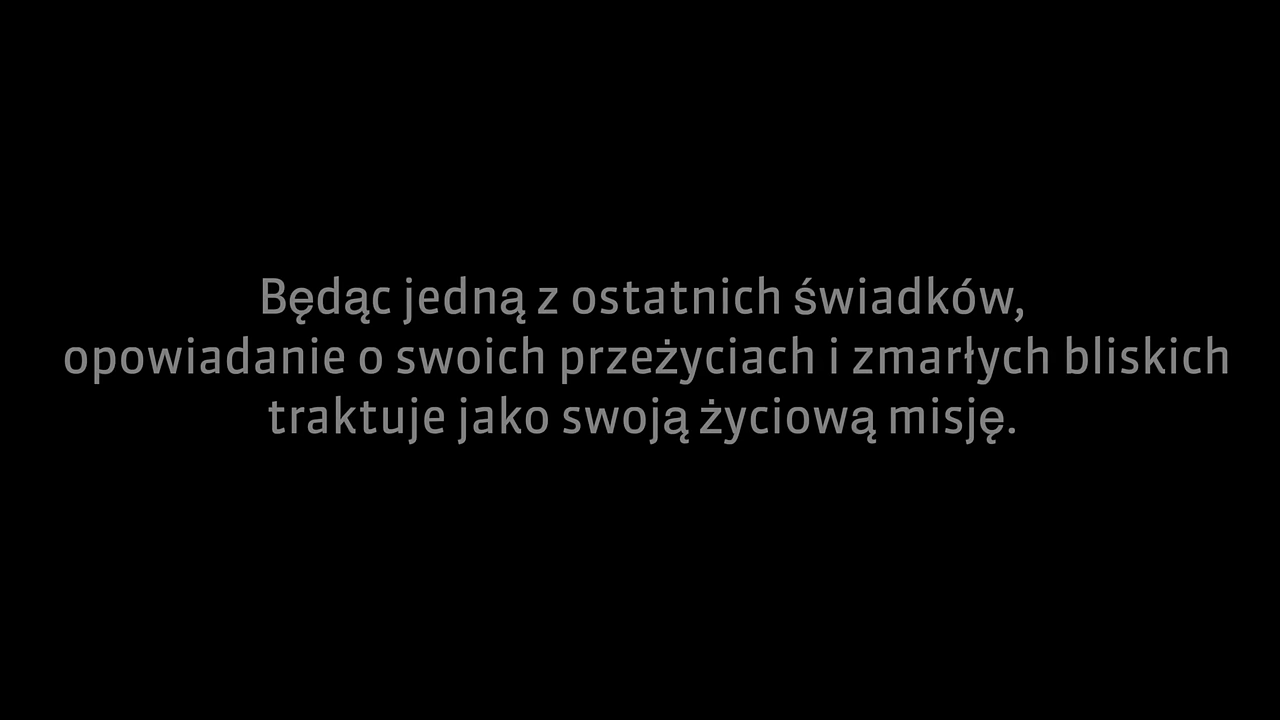 Będąc jedną z ostatnich świadków,
opowiadanie o swoich przeżyciach i zmarłych bliskich
traktuje jako swoją życiową misję.